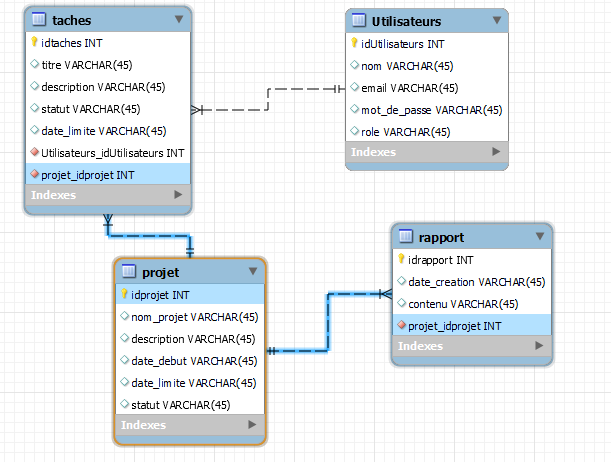 taches
idtaches INT
titre VARCHAR(45)
description VARCHAR(45)
statut VARCHAR(45)
date_limite VARCHAR(45)
Utilisateurs_idUtilisateurs INT
projet_idprojet INT
Indexes
Utilisateurs
idUtilisateurs INT
nom VARCHAR(45)
email VARCHAR(45)
mot_de_passe VARCHAR(45)
role VARCHAR(45)
Indexes
projet
idprojet INT
nom_projet VARCHAR(45)
description VARCHAR(45)
date_debut VARCHAR(45)
date_limite VARCHAR(45)
statut VARCHAR(45)
Indexes
rapport
idrapport INT
date_creation VARCHAR(45)
contenu VARCHAR(45)
projet_idprojet INT
Indexes